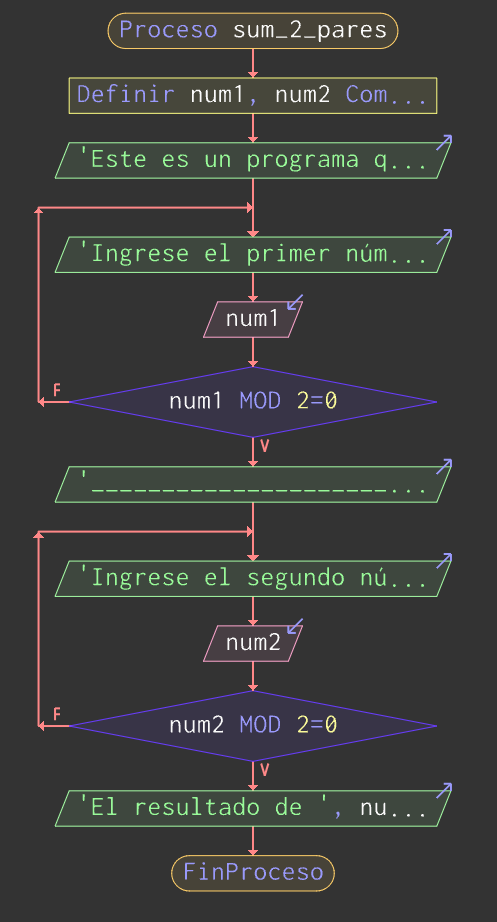 Proceso sum_2_pares
Definir num1, num2 Com...
'Este es un programa q...
'Ingrese el primer núm...
num1
F
num1 MOD 2=0
V
'_____________________...
'Ingrese el segundo nú...
num2
F
num2 MOD 2=0
V
'El resultado de ', nu...
FinProceso